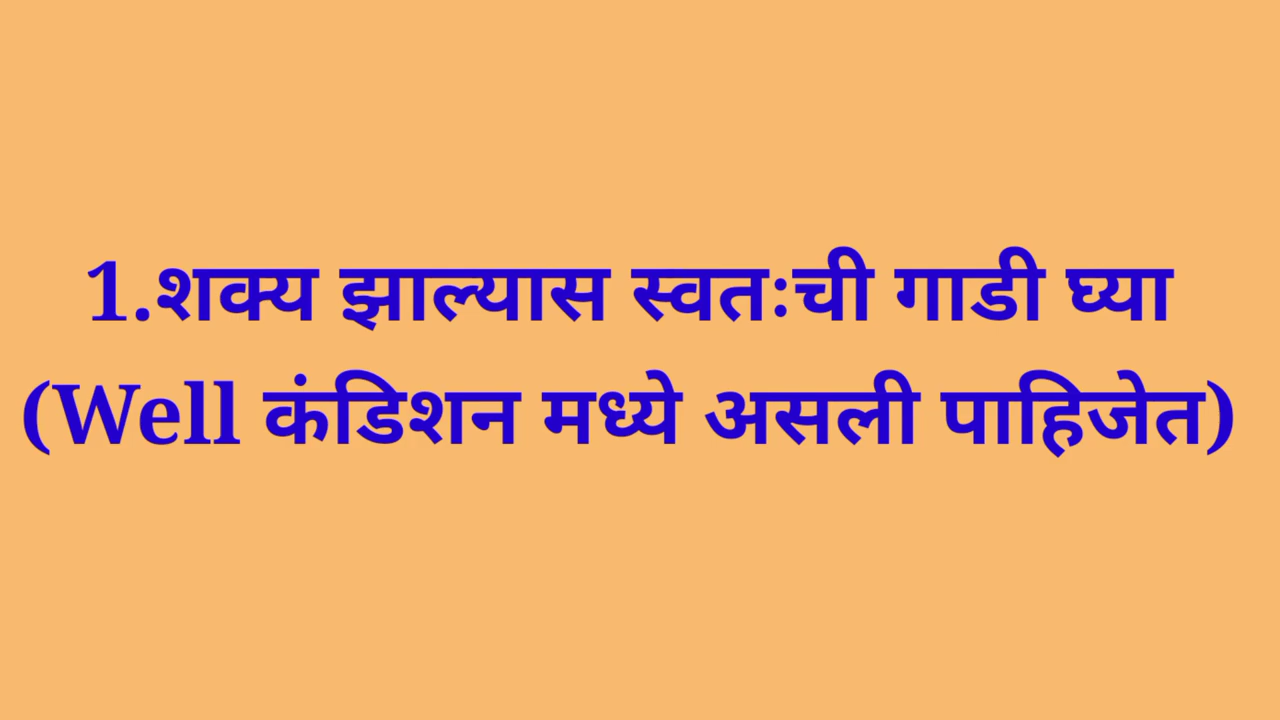 1.शक्य झाल्यास स्वतःची गाडी घ्या
(Well कंडिशन मध्ये असली पाहिजेत)